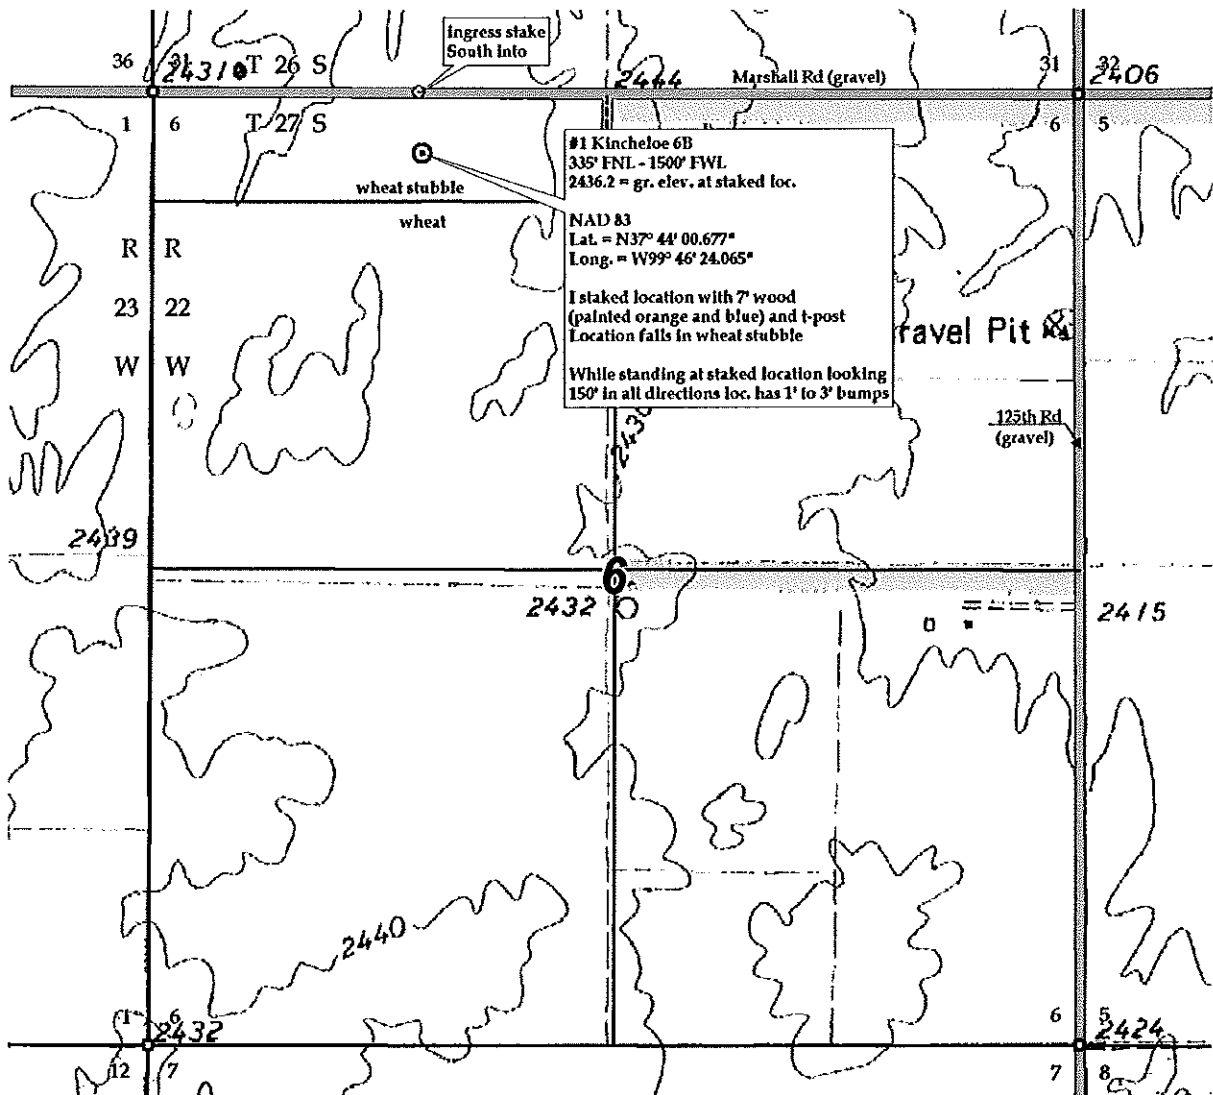 Ingress stake
South into
36 31 T 26 S 31 32
2431 2444 Marshall Rd (gravel) 2406
1 6 T 27 S 6 5
#1 Kincheloe 6B
335' FNL - 1500' FWL
2436.2 = gr. elev. at staked loc.
wheat stubble
wheat
NAD 83
Lat. = N37° 44' 00.677"
Long. = W99° 46' 24.065"
R R
23 22
W W
I staked location with 7' wood
(painted orange and blue) and t-post
Location falls in wheat stubble
ravel Pit
While standing at staked location looking
150' in all directions loc. has 1' to 3' bumps
125th Rd
(gravel)
2430
2439
6
2432 2415
2440
1 6 6 5
2432 2424
12 7 7 8